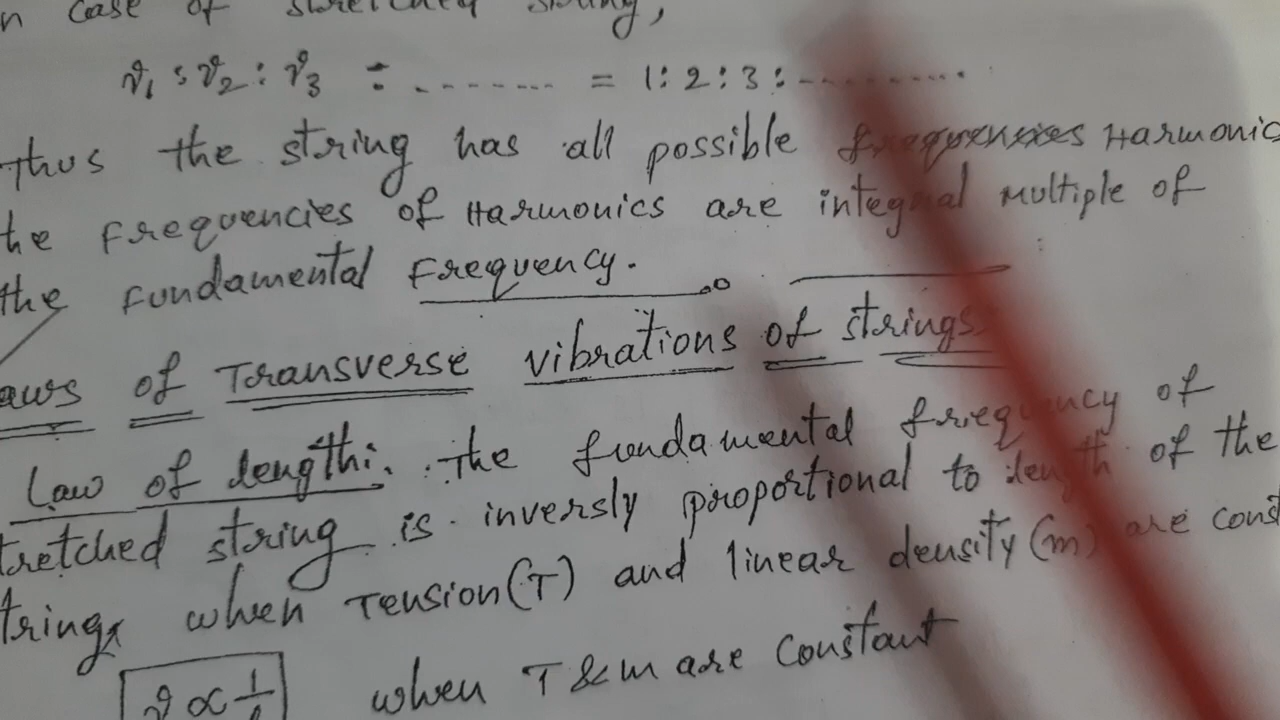 n case of stretched string,
ν₁ : ν₂ : ν₃ : ....... = 1 : 2 : 3 : .........
Thus the string has all possible Harmonics
he frequencies of Harmonics are integral multiple of
the fundamental frequency.
aws of Transverse vibrations of strings
Law of length:. The fundamental frequency of
tretched string is inversly proportional to length of the
tring, when Tension(T) and linear density(m) are const
ν ∝ 1/l when T & m are constant